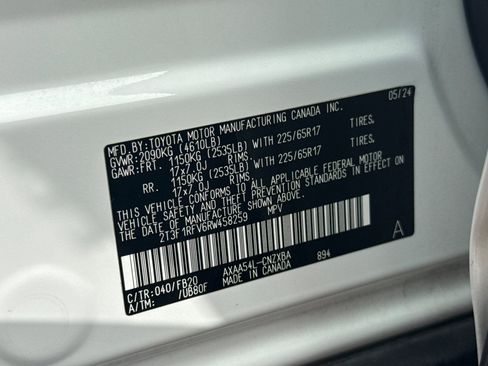 MFD.BY:TOYOTA MOTOR MANUFACTURING CANADA INC. 05/24
GVWR:2090KG (4610LB)
GAWR:FRT. 1150KG (2535LB) WITH 225/65R17 TIRES.
17x7.0J RIMS.
RR. 1150KG (2535LB) WITH 225/65R17 TIRES.
17x7.0J RIMS.
THIS VEHICLE CONFORMS TO ALL APPLICABLE FEDERAL MOTOR
VEHICLE SAFETY AND THEFT PREVENTION STANDARDS IN
EFFECT ON THE DATE OF MANUFACTURE SHOWN ABOVE.
2T3F1RFV6RW458259 MPV A
C/TR:040/FB20 AXAA54L-CNZXBA 894
A/TM: /UB80F MADE IN CANADA